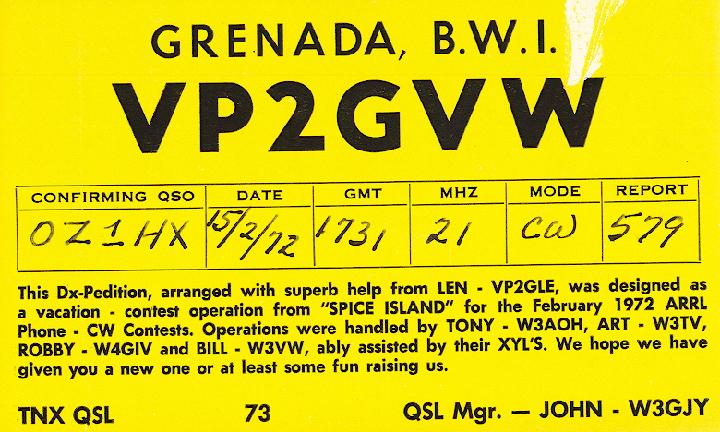 GRENADA, B.W.I.
VP2GVW
CONFIRMING QSO DATE GMT MHZ MODE REPORT
OZ1HX 15/2/72 1731 21 CW 579
This Dx-Pedition, arranged with superb help from LEN - VP2GLE, was designed as
a vacation - contest operation from "SPICE ISLAND" for the February 1972 ARRL
Phone - CW Contests. Operations were handled by TONY - W3AOH, ART - W3TV,
ROBBY - W4GIV and BILL - W3VW, ably assisted by their XYL'S. We hope we have
given you a new one or at least some fun raising us.
TNX QSL 73 QSL Mgr. — JOHN - W3GJY